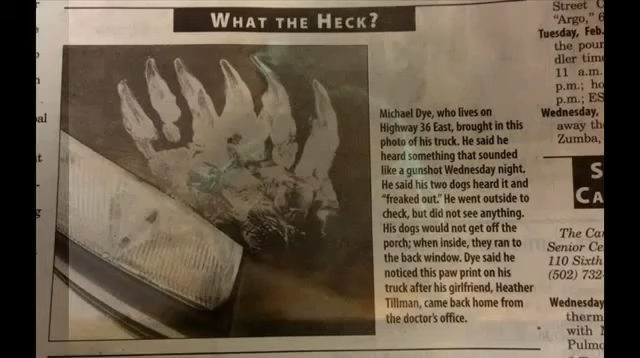 WHAT THE HECK?
Michael Dye, who lives on
Highway 36 East, brought in this
photo of his truck. He said he
heard something that sounded
like a gunshot Wednesday night.
He said his two dogs heard it and
"freaked out." He went outside to
check, but did not see anything.
His dogs would not get off the
porch; when inside, they ran to
the back window. Dye said he
noticed this paw print on his
truck after his girlfriend, Heather
Tillman, came back home from
the doctor's office.
Street
"Argo," 6
Tuesday, Feb.
the pour
dler time
11 a.m.
p.m.; ho
p.m.; ES
Wednesday,
away the
Zumba,
S
CA
The Car
Senior Ce
110 Sixth
(502) 732
Wednesday
therm
with
Pulmo